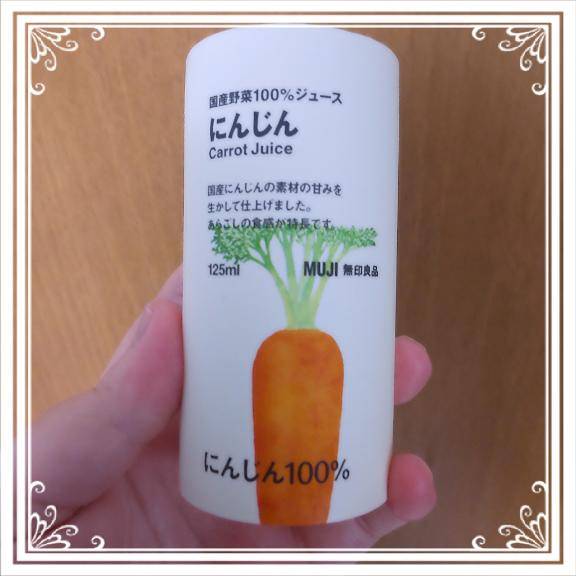 国産野菜100%ジュース
にんじん
Carrot Juice
国産にんじんの素材の甘みを
生かして仕上げました。
あらごしの食感が特長です。
125ml MUJI 無印良品
にんじん100%